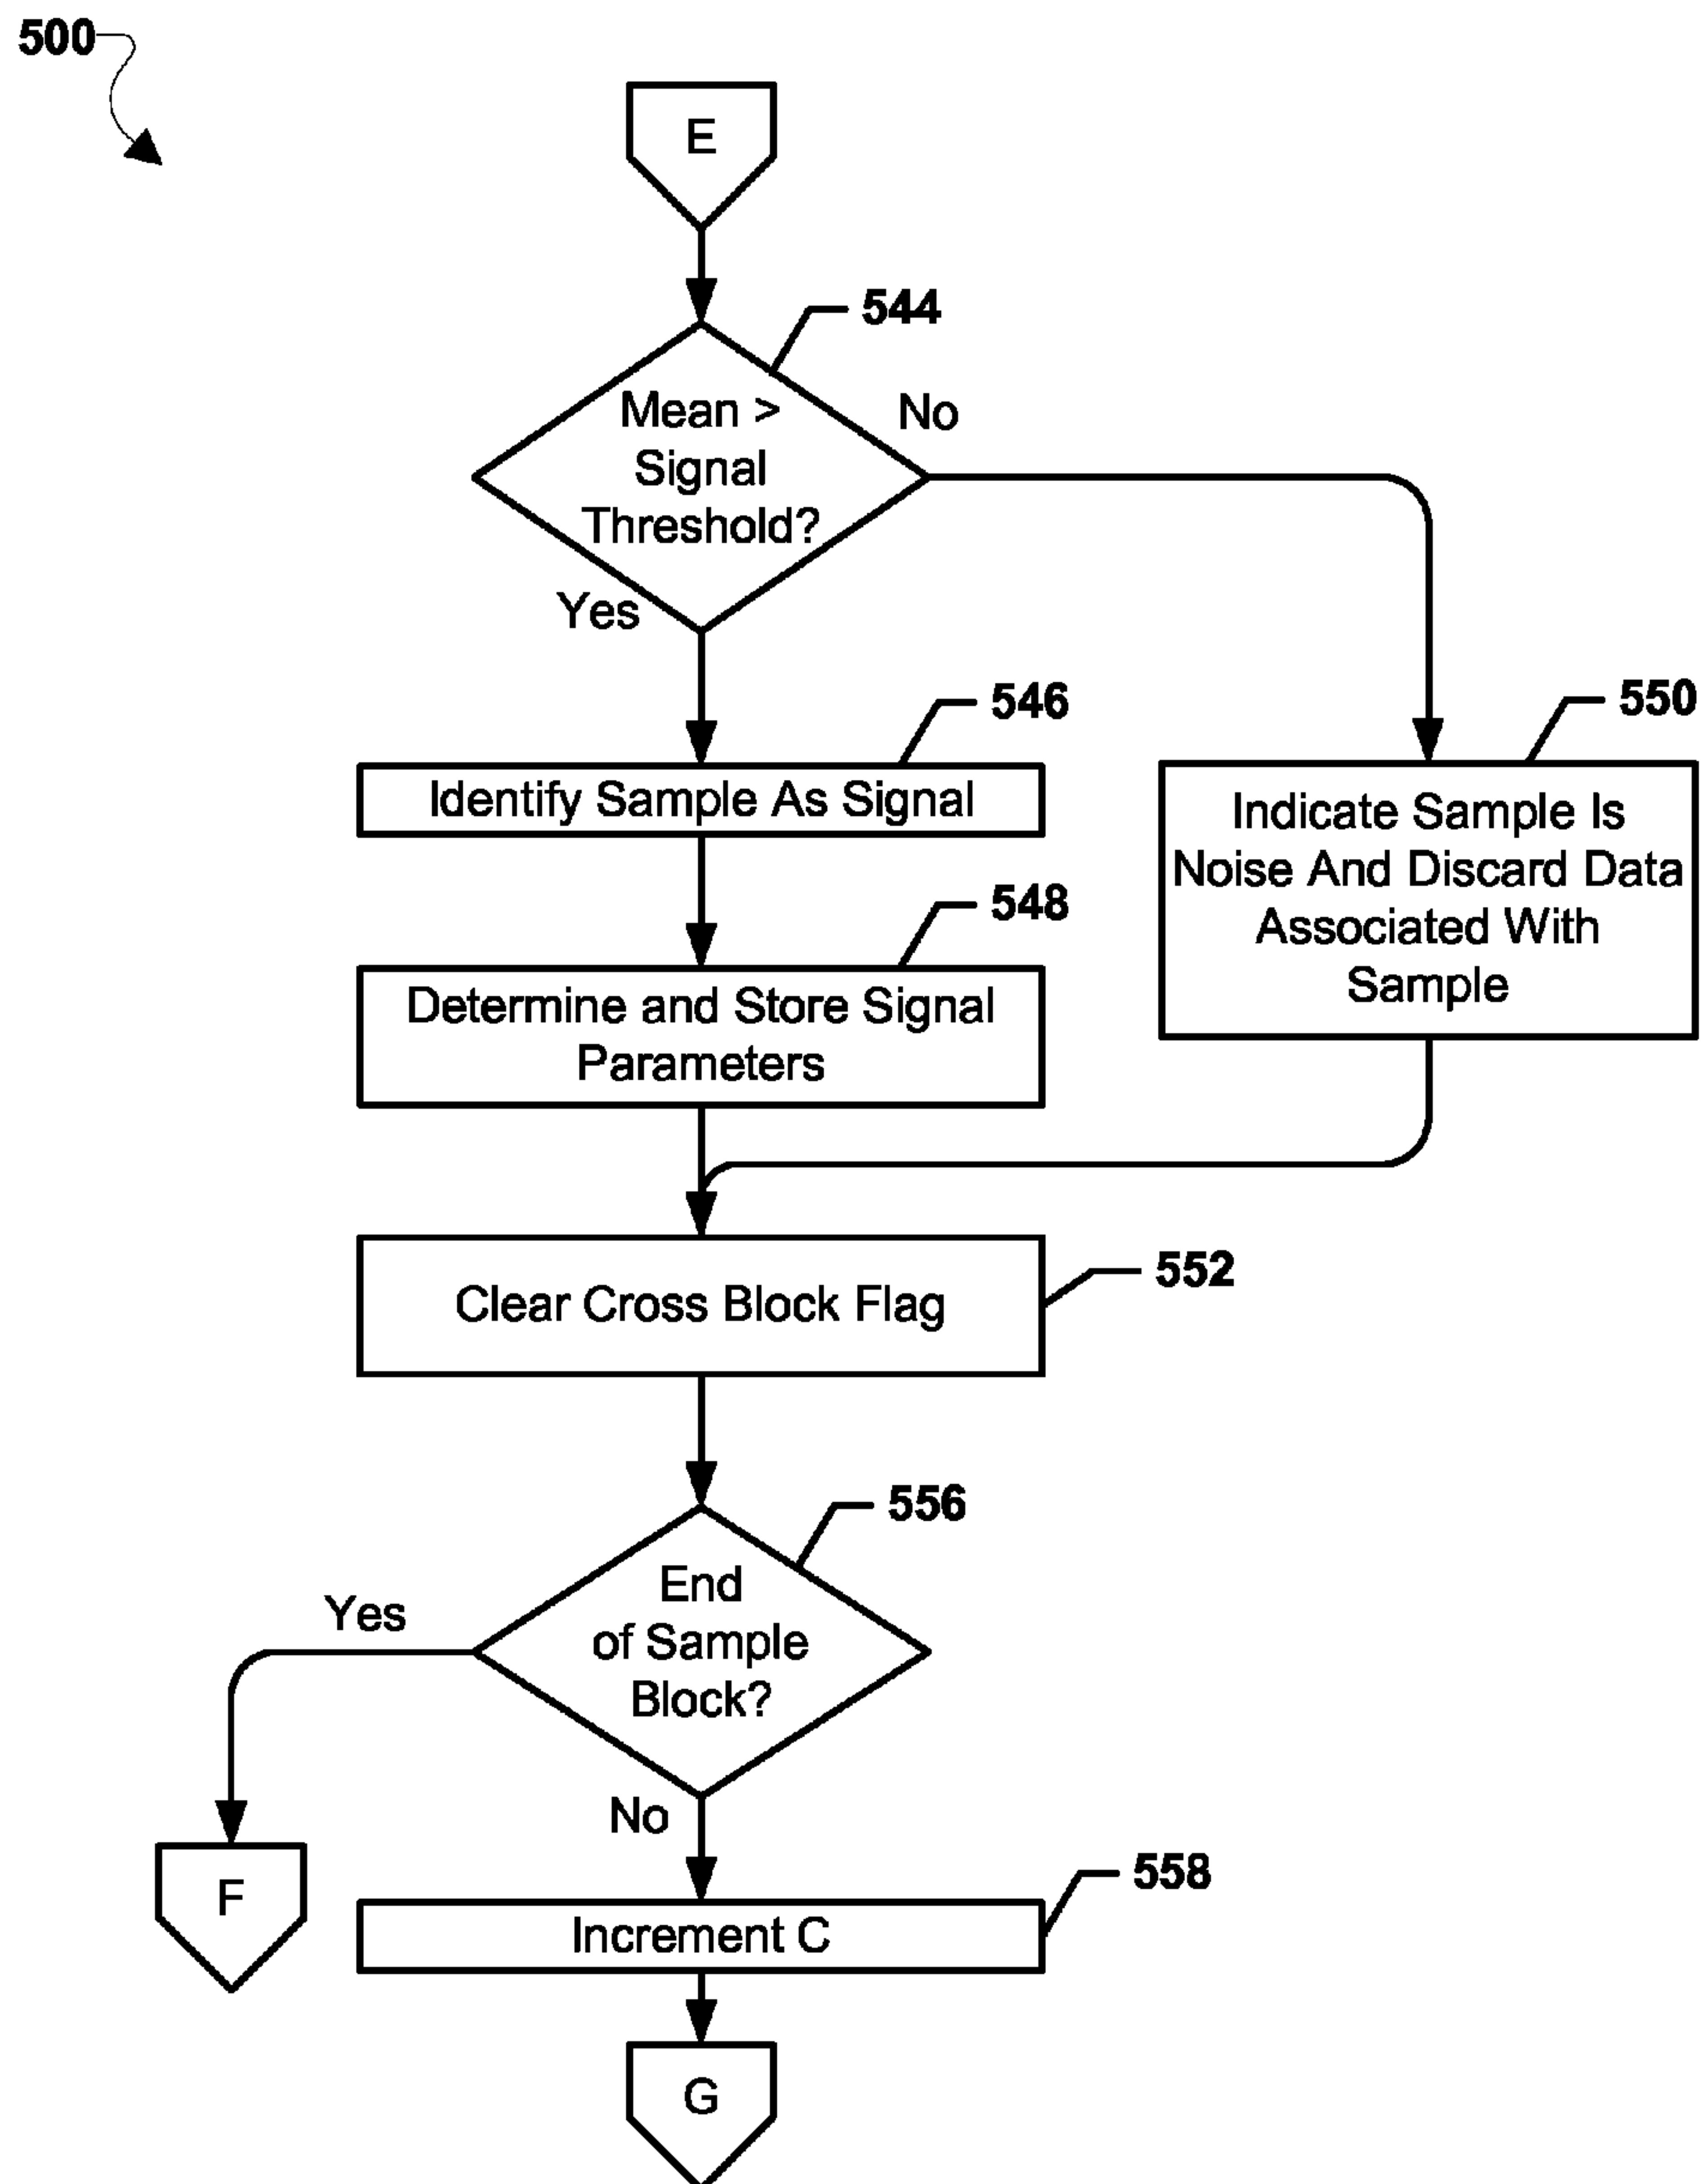 500
E
544
Mean >
Signal
Threshold?
No
Yes
546
Identify Sample As Signal
550
Indicate Sample Is
Noise And Discard Data
Associated With
Sample
548
Determine and Store Signal
Parameters
552
Clear Cross Block Flag
556
End
of Sample
Block?
Yes
No
F
558
Increment C
G